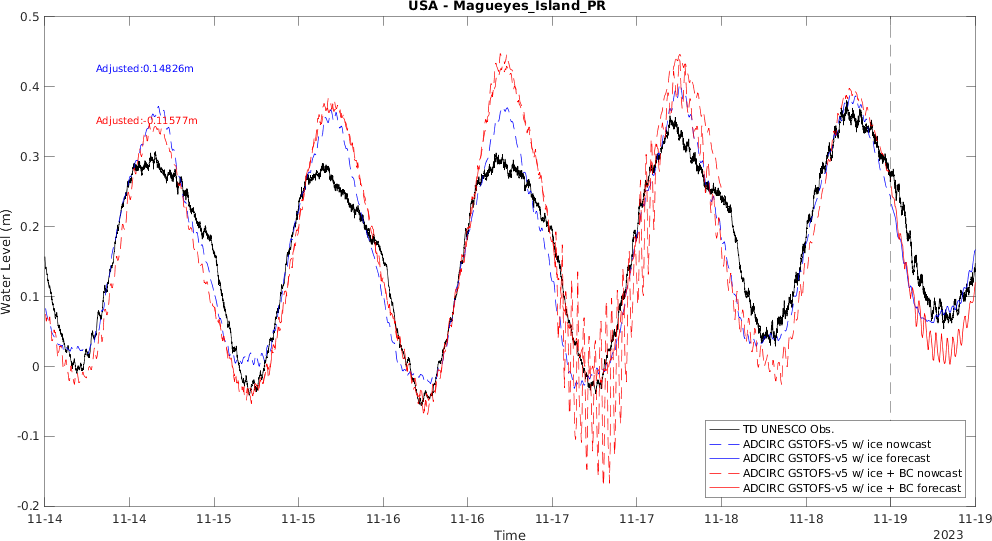 USA - Magueyes_Island_PR
0.5
Adjusted:0.14826m
0.4
Adjusted:-0.11577m
0.3
0.2
Water Level (m)
0.1
0
-0.1
-0.2
TD UNESCO Obs.
ADCIRC GSTOFS-v5 w/ ice nowcast
ADCIRC GSTOFS-v5 w/ ice forecast
ADCIRC GSTOFS-v5 w/ ice + BC nowcast
ADCIRC GSTOFS-v5 w/ ice + BC forecast
11-14 11-14 11-15 11-15 11-16 11-16 11-17 11-17 11-18 11-18 11-19 11-19
Time
2023